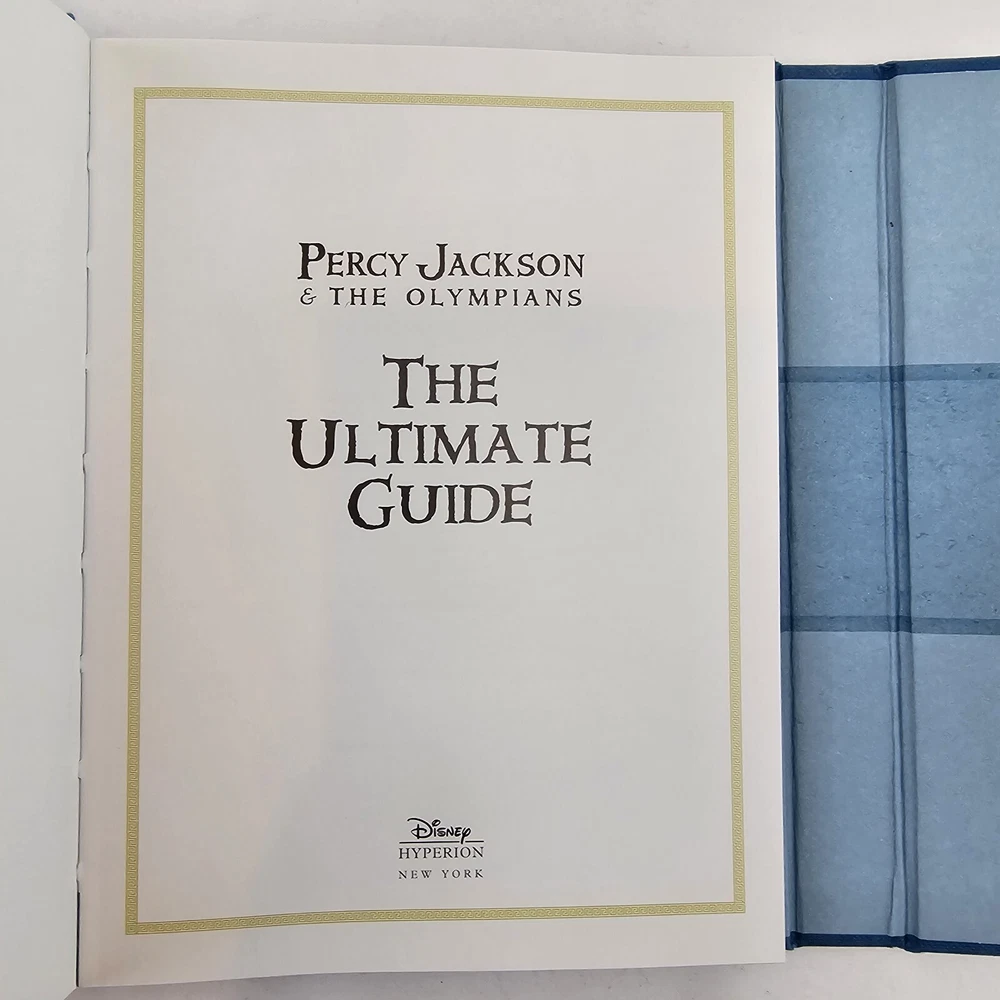 PERCY JACKSON
& THE OLYMPIANS
THE
ULTIMATE
GUIDE
DISNEY
HYPERION
NEW YORK